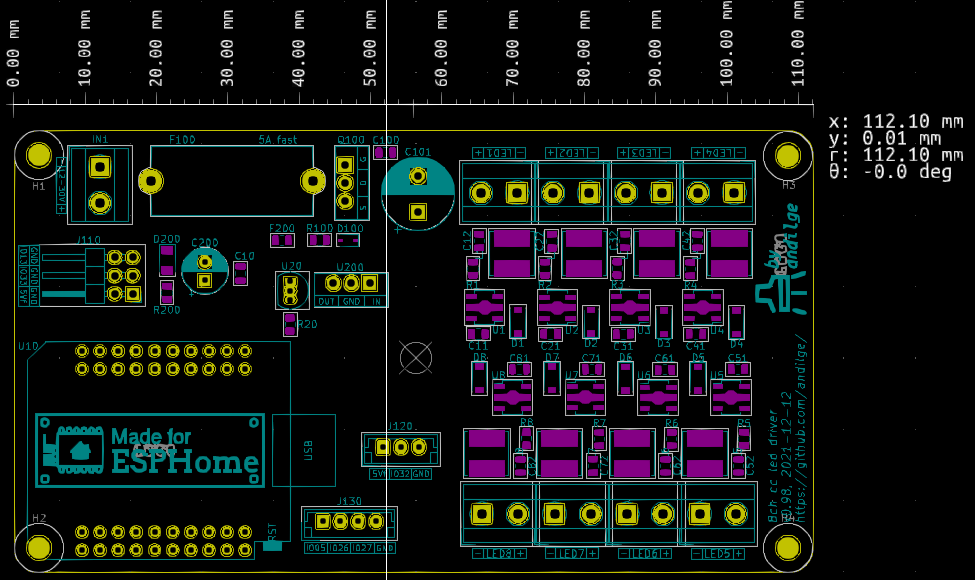 0.00 mm
10.00 mm
20.00 mm
30.00 mm
40.00 mm
50.00 mm
60.00 mm
70.00 mm
80.00 mm
90.00 mm
100.00 mm
110.00 mm
x: 112.10 mm
y: 0.01 mm
r: 112.10 mm
θ: -0.0 deg
IN1
F100
5A fast
Q100
G
D
S
C100
C101
-|LED1|+
-|LED2|+
-|LED3|+
-|LED4|+
H1
H3
J110
D200
C200
C10
F200
R100
D100
U20
U200
OUT | GND | IN
R200
R20
C12
C32
C42
R1
R2
R3
R4
U1
U2
U3
U4
D1
D2
D3
D4
C11
C21
C31
C41
by
andilge
U10
D8
C81
D7
C71
D6
C61
D5
C51
U8
U7
U6
U5
Made for
ESPHome
USB
J120
5V|IO32|GND
R8
R7
R6
R5
C82
C72
C62
C52
8ch cc led driver
0.98, 2021-12-12
https://github.com/andilge/
H2
J130
IO05|IO26|IO27|GND
RST
H4
-|LED8|+
-|LED7|+
-|LED6|+
-|LED5|+